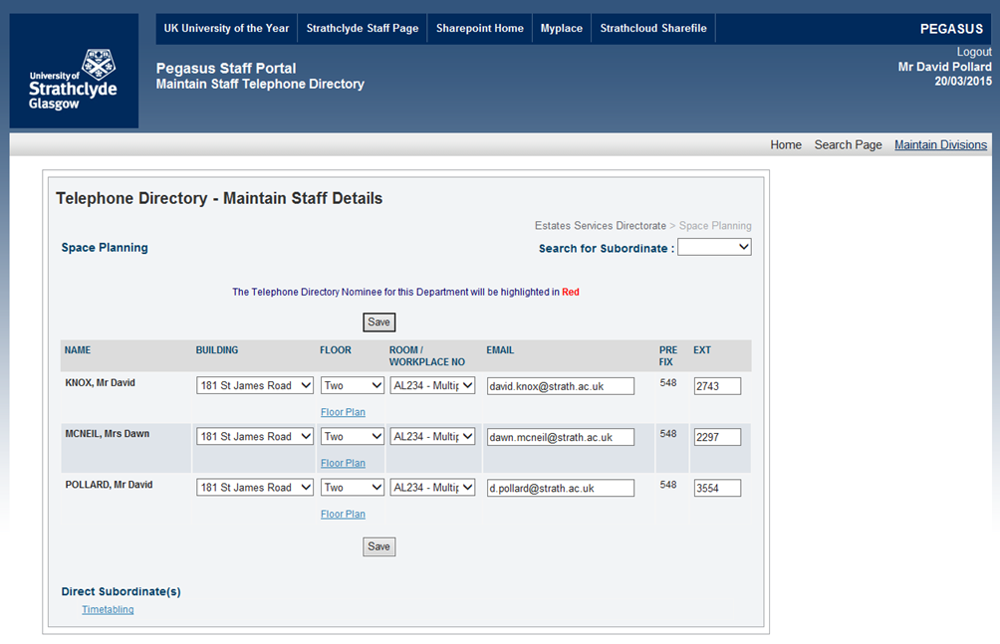 UK University of the Year Strathclyde Staff Page Sharepoint Home Myplace Strathcloud Sharefile PEGASUS
Logout
Mr David Pollard
20/03/2015
University of
Strathclyde
Glasgow
Pegasus Staff Portal
Maintain Staff Telephone Directory
Home Search Page Maintain Divisions
Telephone Directory - Maintain Staff Details
Estates Services Directorate > Space Planning
Space Planning Search for Subordinate :
The Telephone Directory Nominee for this Department will be highlighted in Red
Save
NAME BUILDING FLOOR ROOM / WORKPLACE NO EMAIL PRE FIX EXT
KNOX, Mr David 181 St James Road Two AL234 - Multip david.knox@strath.ac.uk 548 2743
Floor Plan
MCNEIL, Mrs Dawn 181 St James Road Two AL234 - Multip dawn.mcneil@strath.ac.uk 548 2297
Floor Plan
POLLARD, Mr David 181 St James Road Two AL234 - Multip d.pollard@strath.ac.uk 548 3554
Floor Plan
Save
Direct Subordinate(s)
Timetabling